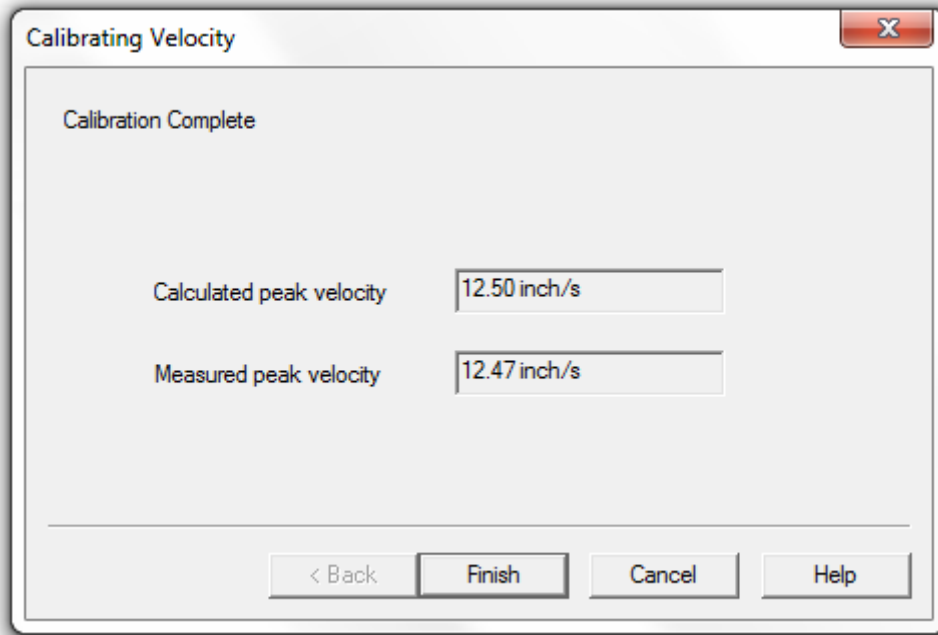 Calibrating Velocity
Calibration Complete
Calculated peak velocity 12.50 inch/s
Measured peak velocity 12.47 inch/s
< Back Finish Cancel Help